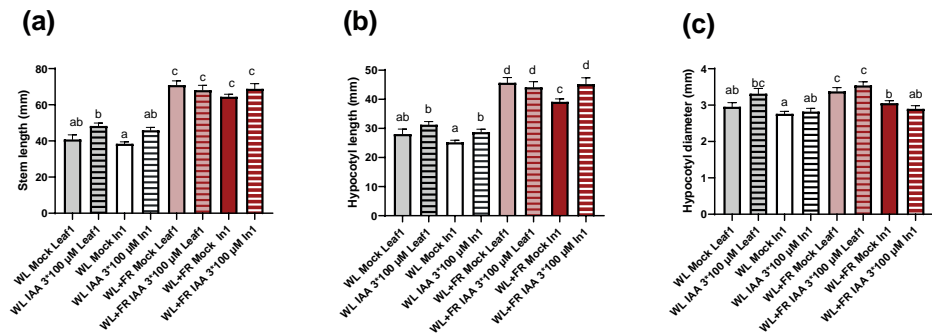 (a)
Stem length (mm)
80
60
40
20
0
ab
b
a
ab
c
c
c
c
WL Mock Leaf1
WL IAA 3*100 µM Leaf1
WL Mock In1
WL IAA 3*100 µM In1
WL+FR Mock Leaf1
WL+FR IAA 3*100 µM Leaf1
WL+FR Mock In1
WL+FR IAA 3*100 µM In1
(b)
Hypocotyl length (mm)
50
40
30
20
10
0
ab
b
a
b
d
d
c
d
WL Mock Leaf1
WL IAA 3*100 µM Leaf1
WL Mock In1
WL IAA 3*100 µM In1
WL+FR Mock Leaf1
WL+FR IAA 3*100 µM Leaf1
WL+FR Mock In1
WL+FR IAA 3*100 µM In1
(c)
Hypocotyl diameter (mm)
4
3
2
1
0
ab
bc
a
ab
c
c
b
ab
WL Mock Leaf1
WL IAA 3*100 µM Leaf1
WL Mock In1
WL IAA 3*100 µM In1
WL+FR Mock Leaf1
WL+FR IAA 3*100 µM Leaf1
WL+FR Mock In1
WL+FR IAA 3*100 µM In1